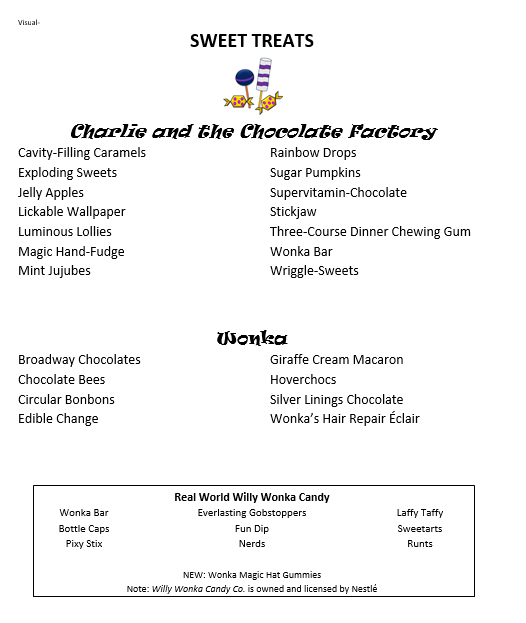 Visual-
SWEET TREATS
Charlie and the Chocolate Factory
Cavity-Filling Caramels
Exploding Sweets
Jelly Apples
Lickable Wallpaper
Luminous Lollies
Magic Hand-Fudge
Mint Jujubes
Rainbow Drops
Sugar Pumpkins
Supervitamin-Chocolate
Stickjaw
Three-Course Dinner Chewing Gum
Wonka Bar
Wriggle-Sweets
Wonka
Broadway Chocolates
Chocolate Bees
Circular Bonbons
Edible Change
Giraffe Cream Macaron
Hoverchocs
Silver Linings Chocolate
Wonka's Hair Repair Éclair
Real World Willy Wonka Candy
Wonka Bar Everlasting Gobstoppers Laffy Taffy
Bottle Caps Fun Dip Sweetarts
Pixy Stix Nerds Runts
NEW: Wonka Magic Hat Gummies
Note: Willy Wonka Candy Co. is owned and licensed by Nestlé